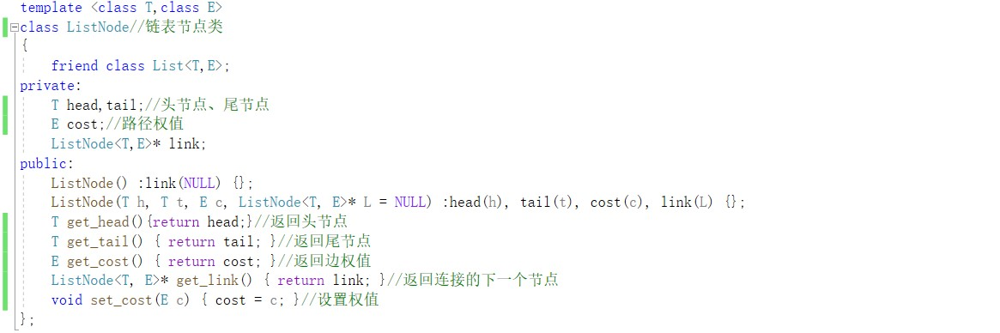 template <class T,class E>
class ListNode//链表节点类
{
    friend class List<T,E>;
private:
    T head,tail;//头节点、尾节点
    E cost;//路径权值
    ListNode<T,E>* link;
public:
    ListNode() :link(NULL) {};
    ListNode(T h, T t, E c, ListNode<T, E>* L = NULL) :head(h), tail(t), cost(c), link(L) {};
    T get_head(){return head;}//返回头节点
    T get_tail() { return tail; }//返回尾节点
    E get_cost() { return cost; }//返回边权值
    ListNode<T, E>* get_link() { return link; }//返回连接的下一个节点
    void set_cost(E c) { cost = c; }//设置权值
};